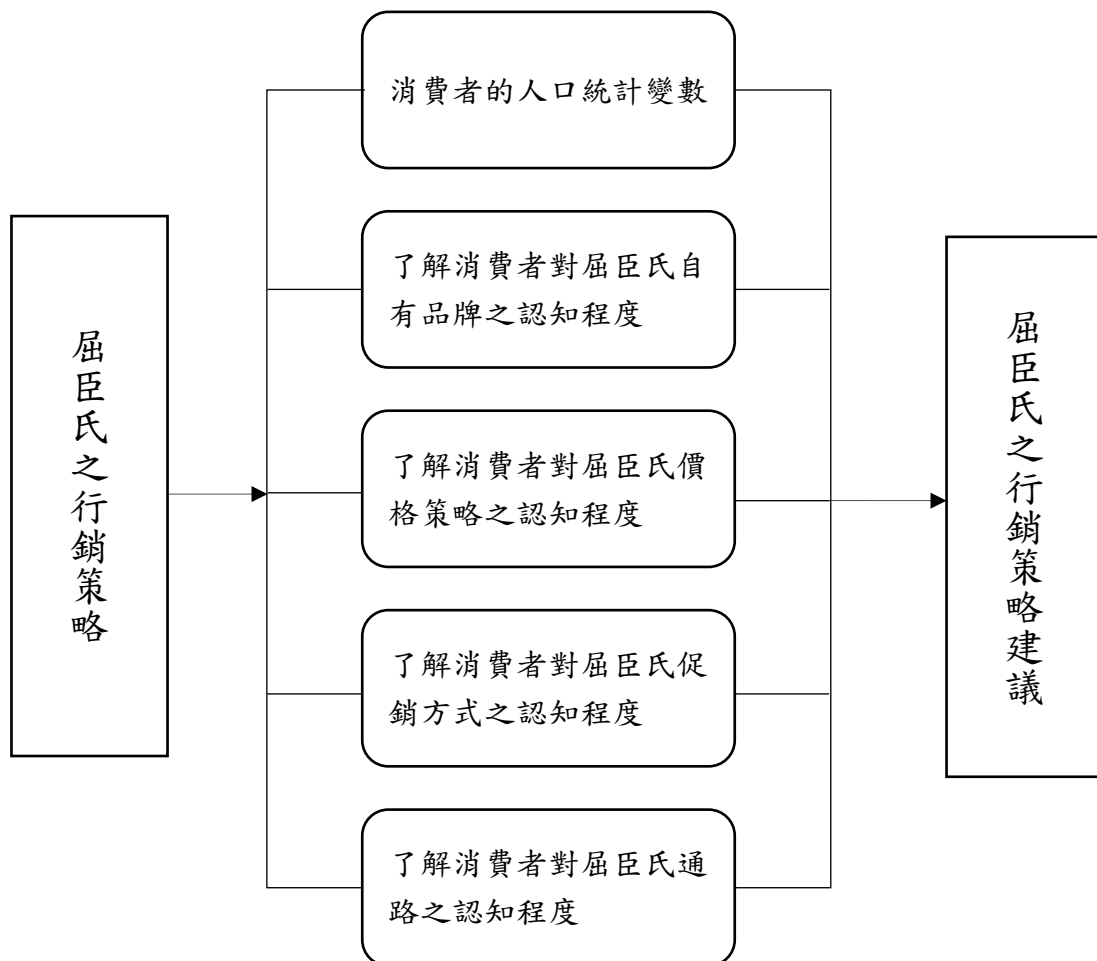 屈臣氏之行銷策略
消費者的人口統計變數
了解消費者對屈臣氏自
有品牌之認知程度
了解消費者對屈臣氏價
格策略之認知程度
了解消費者對屈臣氏促
銷方式之認知程度
了解消費者對屈臣氏通
路之認知程度
屈臣氏之行銷策略建議